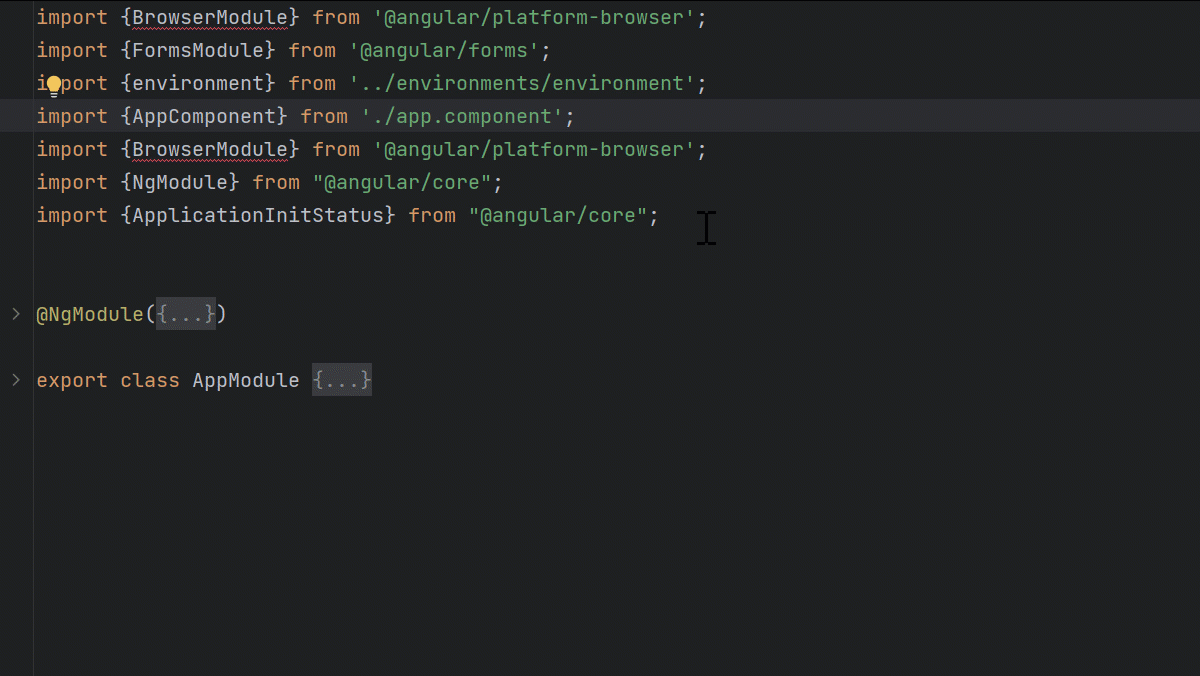 import {BrowserModule} from '@angular/platform-browser';
import {FormsModule} from '@angular/forms';
import {environment} from '../environments/environment';
import {AppComponent} from './app.component';
import {BrowserModule} from '@angular/platform-browser';
import {NgModule} from "@angular/core";
import {ApplicationInitStatus} from "@angular/core";
@NgModule({...})
export class AppModule {...}